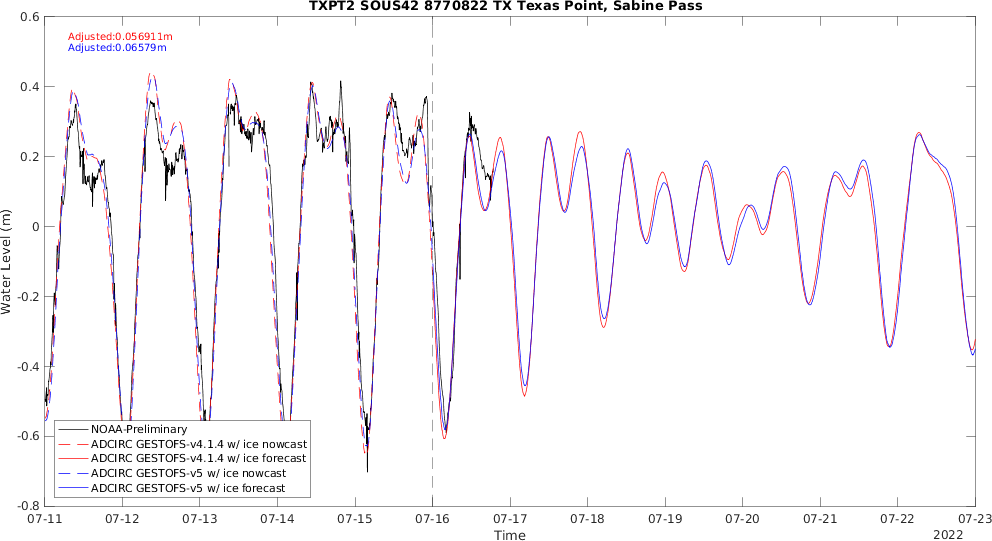 TXPT2 SOUS42 8770822 TX Texas Point, Sabine Pass
Adjusted:0.056911m
Adjusted:0.06579m
Water Level (m)
0.6
0.4
0.2
0
-0.2
-0.4
-0.6
-0.8
NOAA-Preliminary
ADCIRC GESTOFS-v4.1.4 w/ ice nowcast
ADCIRC GESTOFS-v4.1.4 w/ ice forecast
ADCIRC GESTOFS-v5 w/ ice nowcast
ADCIRC GESTOFS-v5 w/ ice forecast
07-11 07-12 07-13 07-14 07-15 07-16 07-17 07-18 07-19 07-20 07-21 07-22 07-23
Time
2022